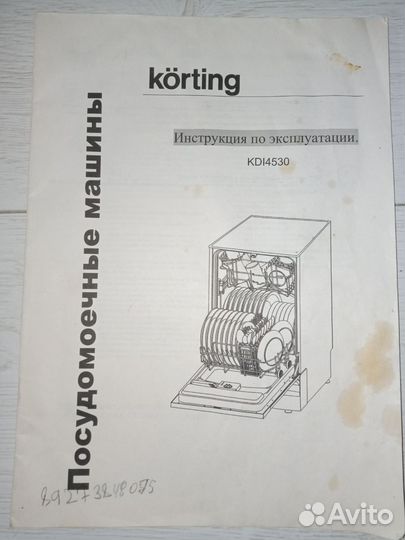 körting
Инструкция по эксплуатации.
KDI4530
Посудомоечные машины
Avito